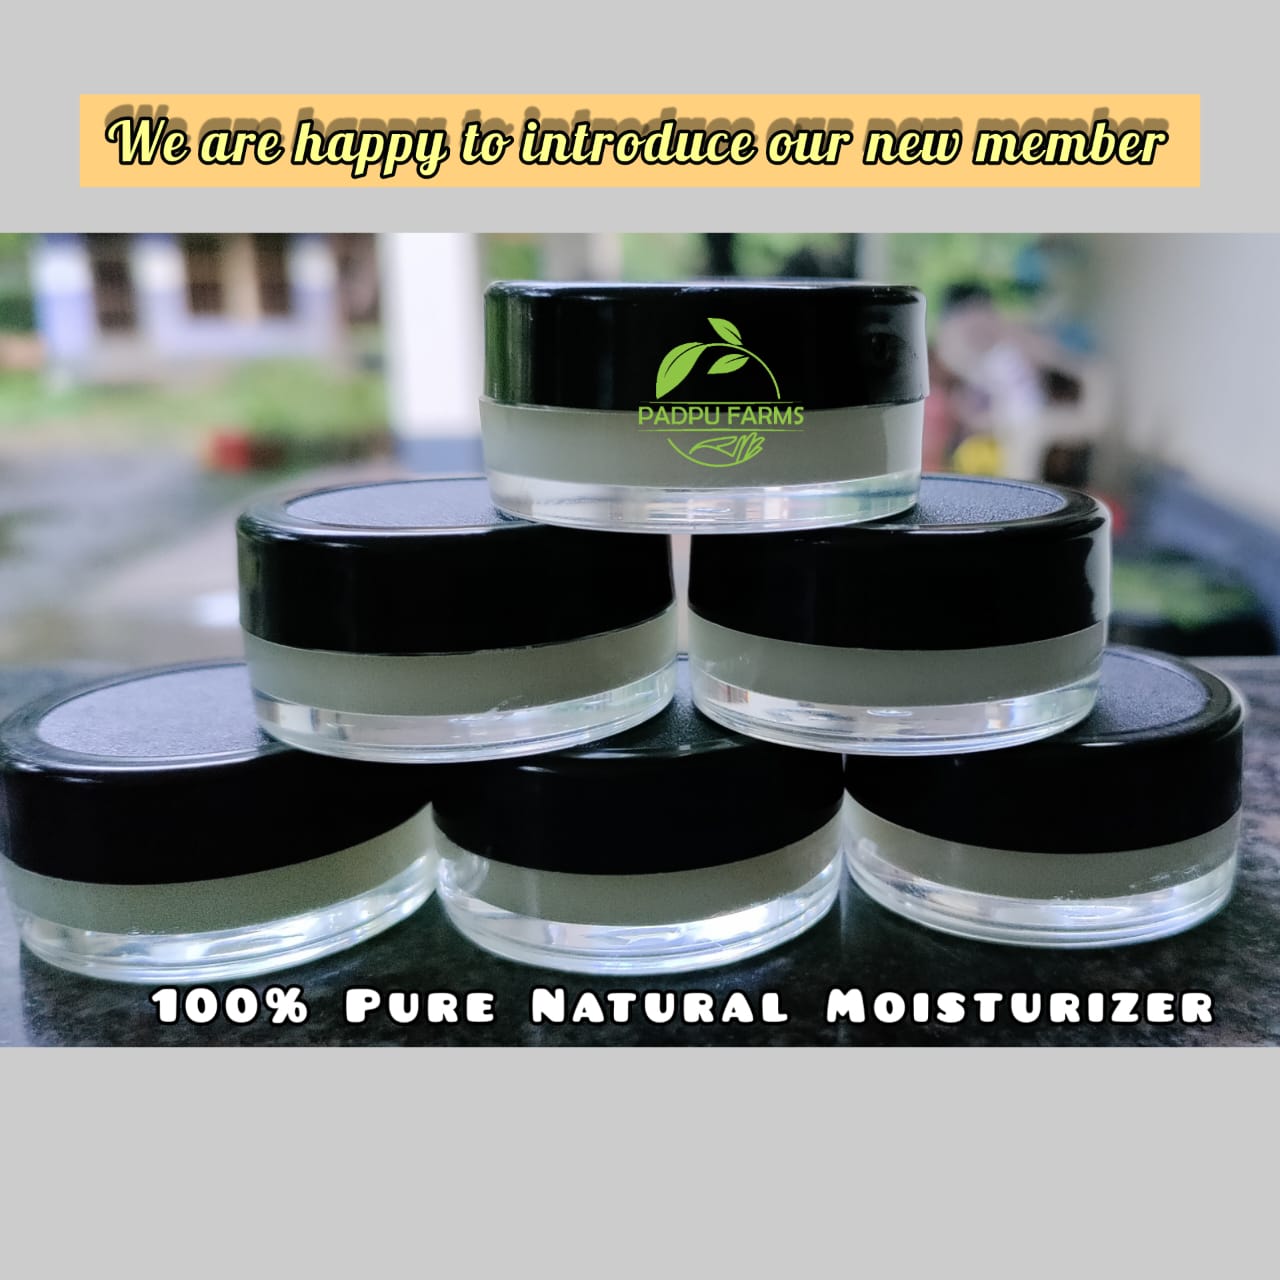 We are happy to introduce our new member
PADPU FARMS
100% Pure Natural Moisturizer